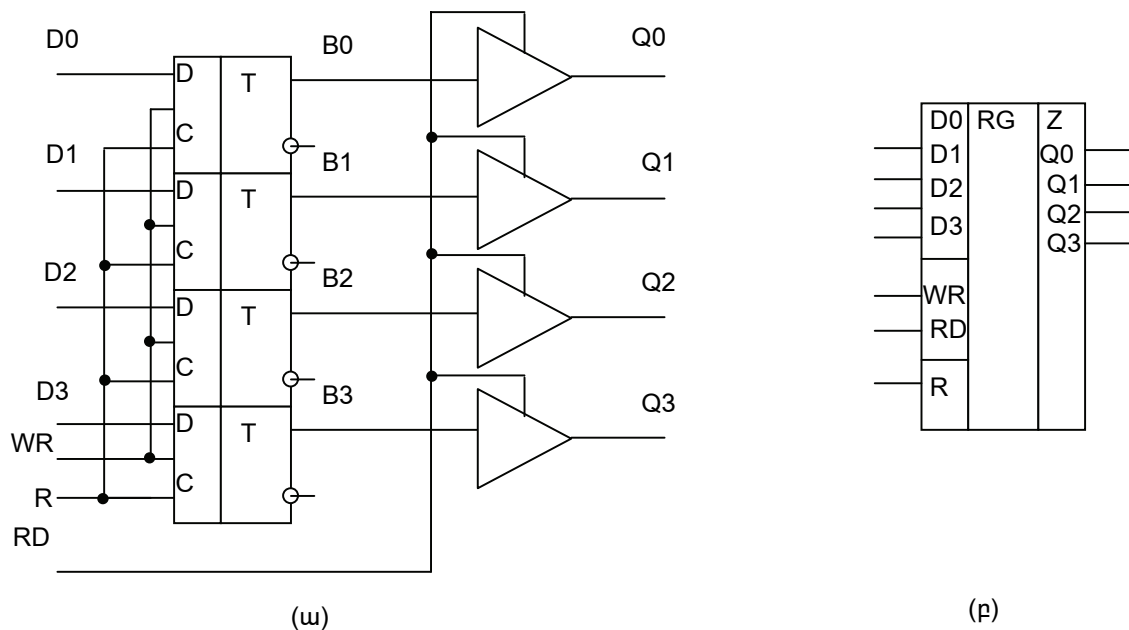 D0
D1
D2
D3
WR
R
RD
D T
C
D T
C
D T
C
D T
C
B0
B1
B2
B3
Q0
Q1
Q2
Q3
(ա)
D0 RG Z
D1 Q0
D2 Q1
D3 Q2
Q3
WR
RD
R
(բ)